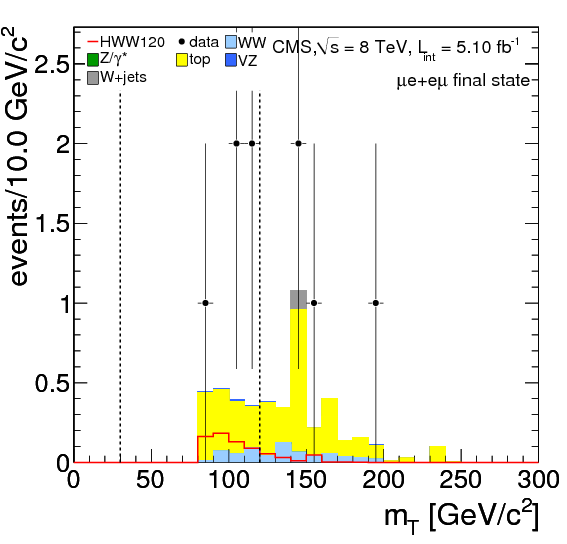 HWW120 data WW CMS,√s = 8 TeV, L_int = 5.10 fb⁻¹
Z/γ* top VZ
W+jets μe+eμ final state
events/10.0 GeV/c²
2.5
2
1.5
1
0.5
0
0 50 100 150 200 250 300
m_T [GeV/c²]